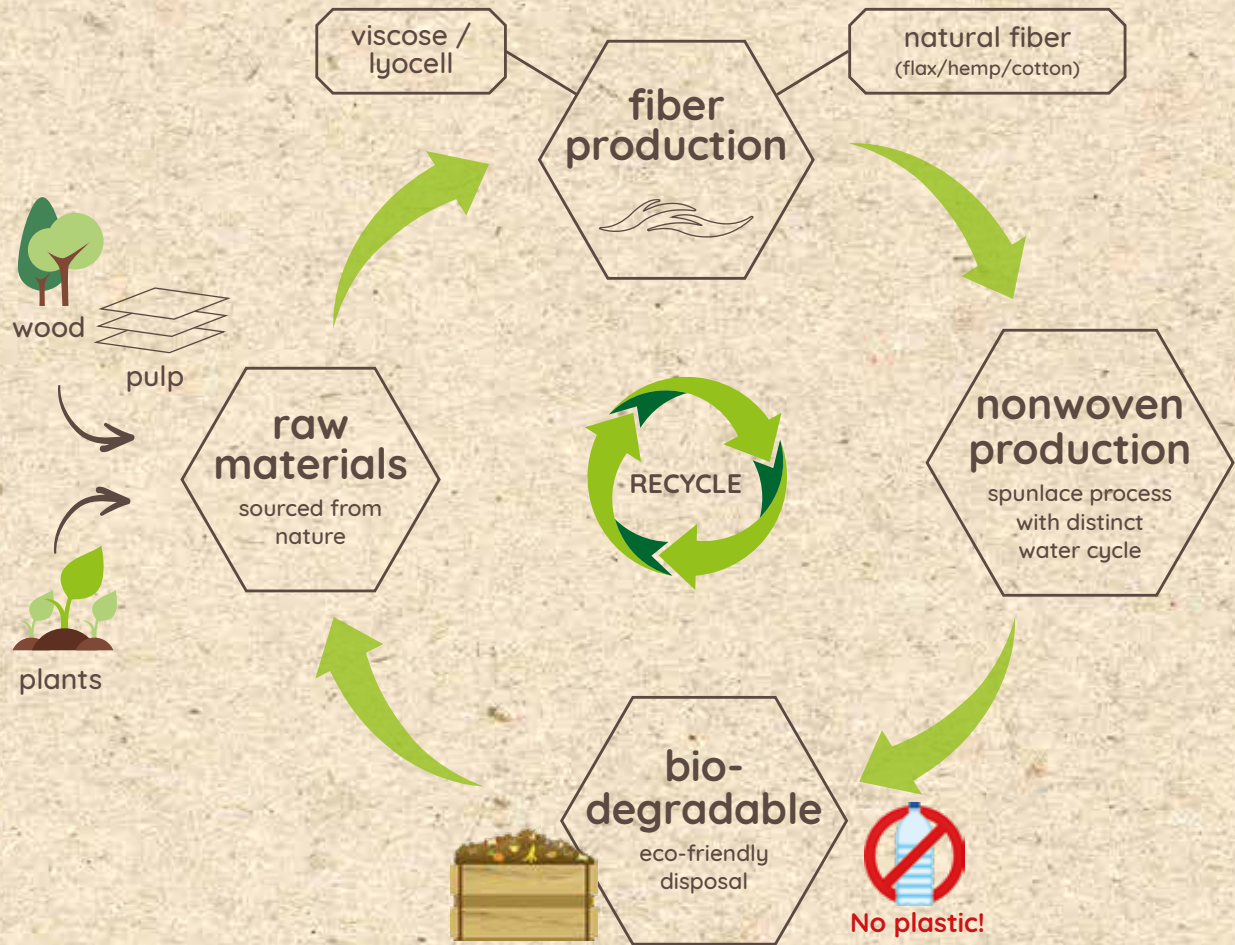 viscose /
lyocell
natural fiber
(flax/hemp/cotton)
fiber
production
wood
pulp
raw
materials
sourced from
nature
plants
RECYCLE
nonwoven
production
spunlace process
with distinct
water cycle
bio-
degradable
eco-friendly
disposal
No plastic!